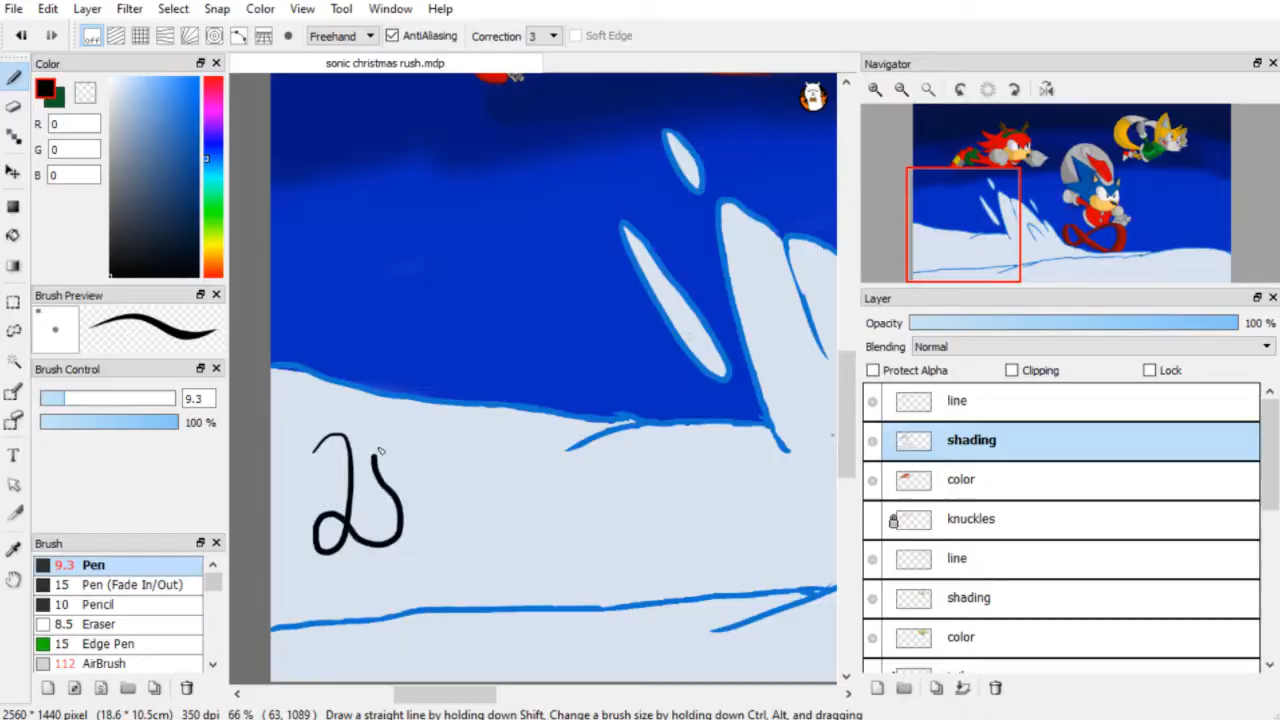 File Edit Layer Filter Select Snap Color View Tool Window Help
off Freehand AntiAliasing Correction 3 Soft Edge
Color
R 0
G 0
B 0
Brush Preview
Brush Control
9.3
100 %
Brush
9.3 Pen
15 Pen (Fade In/Out)
10 Pencil
8.5 Eraser
15 Edge Pen
112 AirBrush
sonic christmas rush.mdp
Navigator
Layer
Opacity 100 %
Blending Normal
Protect Alpha Clipping Lock
line
shading
color
knuckles
line
shading
color
2560 * 1440 pixel (18.6 * 10.5cm) 350 dpi 66 % ( 63, 1089 ) Draw a straight line by holding down Shift, Change a brush size by holding down Ctrl, Alt, and dragging